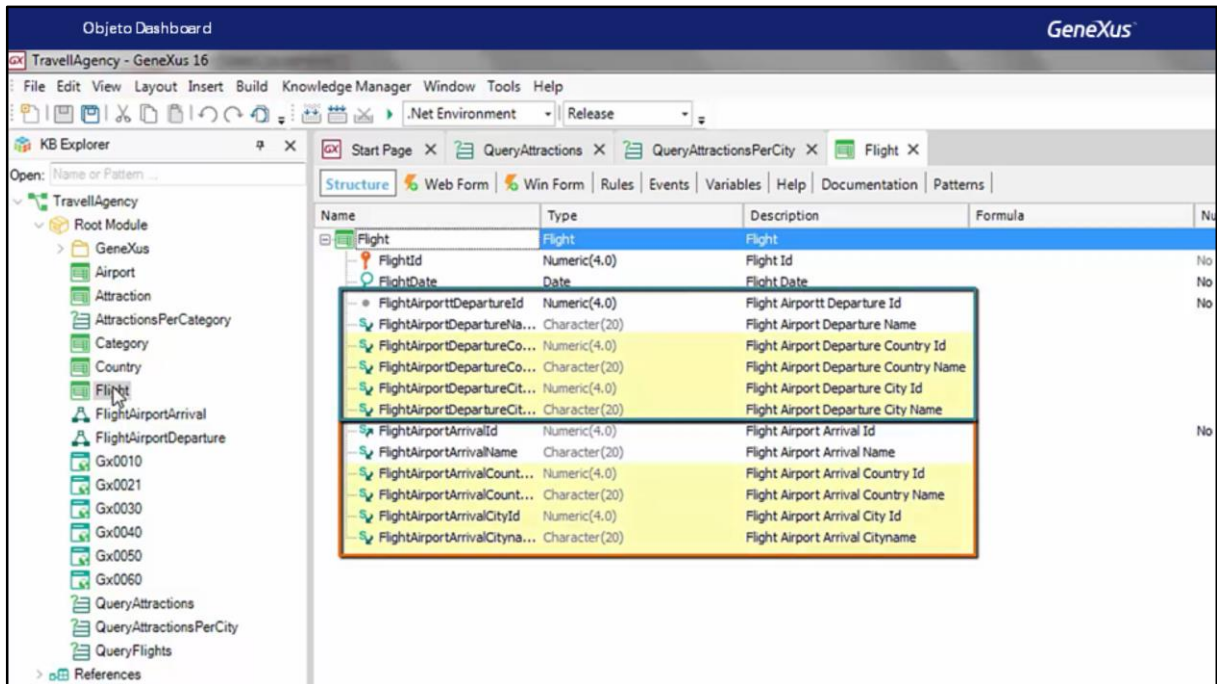 Objeto Dashboard
GeneXus
TravellAgency - GeneXus 16
File Edit View Layout Insert Build Knowledge Manager Window Tools Help
.Net Environment Release
KB Explorer
Open: Name or Pattern ...
TravellAgency
Root Module
GeneXus
Airport
Attraction
AttractionsPerCategory
Category
Country
Flight
FlightAirportArrival
FlightAirportDeparture
Gx0010
Gx0021
Gx0030
Gx0040
Gx0050
Gx0060
QueryAttractions
QueryAttractionsPerCity
QueryFlights
References
Start Page QueryAttractions QueryAttractionsPerCity Flight
Structure Web Form Win Form Rules Events Variables Help Documentation Patterns
Name Type Description Formula Nu
Flight Flight Flight
FlightId Numeric(4.0) Flight Id No
FlightDate Date Flight Date No
FlightAirporttDepartureId Numeric(4.0) Flight Airportt Departure Id No
FlightAirportDepartureNa... Character(20) Flight Airport Departure Name
FlightAirportDepartureCo... Numeric(4.0) Flight Airport Departure Country Id
FlightAirportDepartureCo... Character(20) Flight Airport Departure Country Name
FlightAirportDepartureCit... Numeric(4.0) Flight Airport Departure City Id
FlightAirportDepartureCit... Character(20) Flight Airport Departure City Name
FlightAirportArrivalId Numeric(4.0) Flight Airport Arrival Id No
FlightAirportArrivalName Character(20) Flight Airport Arrival Name
FlightAirportArrivalCount... Numeric(4.0) Flight Airport Arrival Country Id
FlightAirportArrivalCount... Character(20) Flight Airport Arrival Country Name
FlightAirportArrivalCityId Numeric(4.0) Flight Airport Arrival City Id
FlightAirportArrivalCityna... Character(20) Flight Airport Arrival Cityname